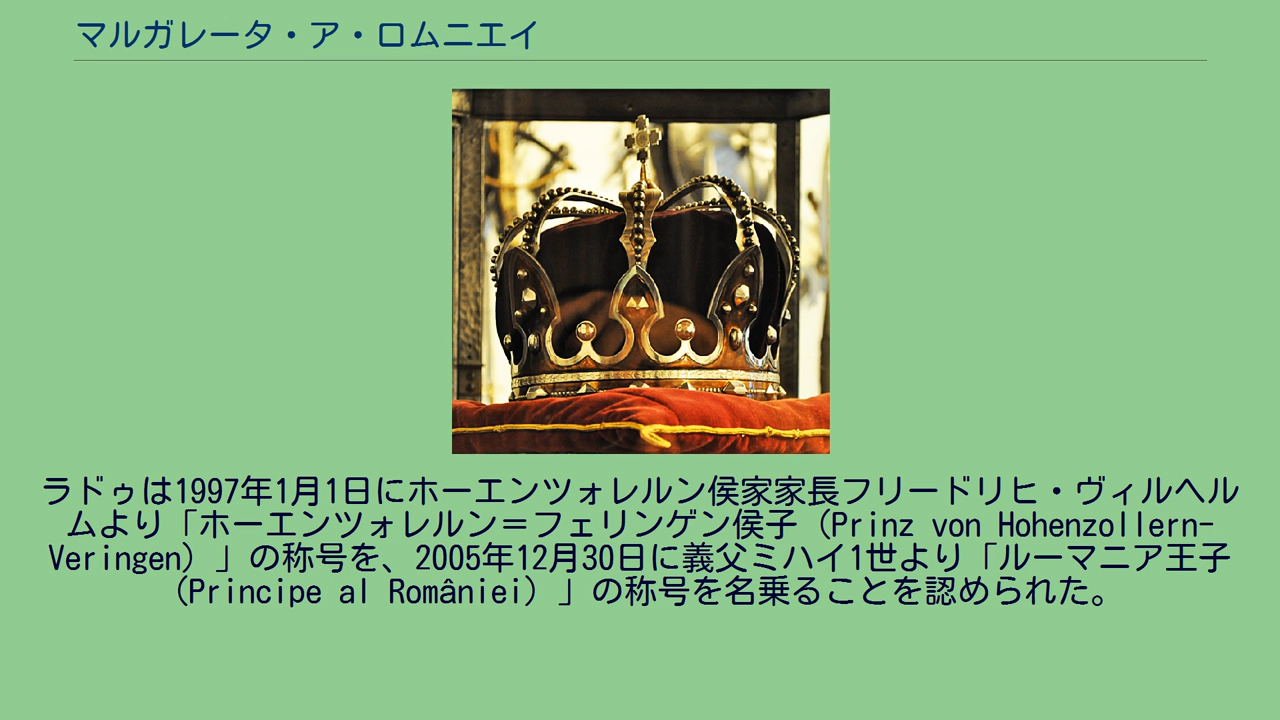 マルガレータ・ア・ロムニエイ
ラドゥは1997年1月1日にホーエンツォレルン侯家家長フリードリヒ・ヴィルヘル
ムより「ホーエンツォレルン＝フェリンゲン侯子（Prinz von Hohenzollern-
Veringen）」の称号を、2005年12月30日に義父ミハイ1世より「ルーマニア王子
（Principe al României）」の称号を名乗ることを認められた。